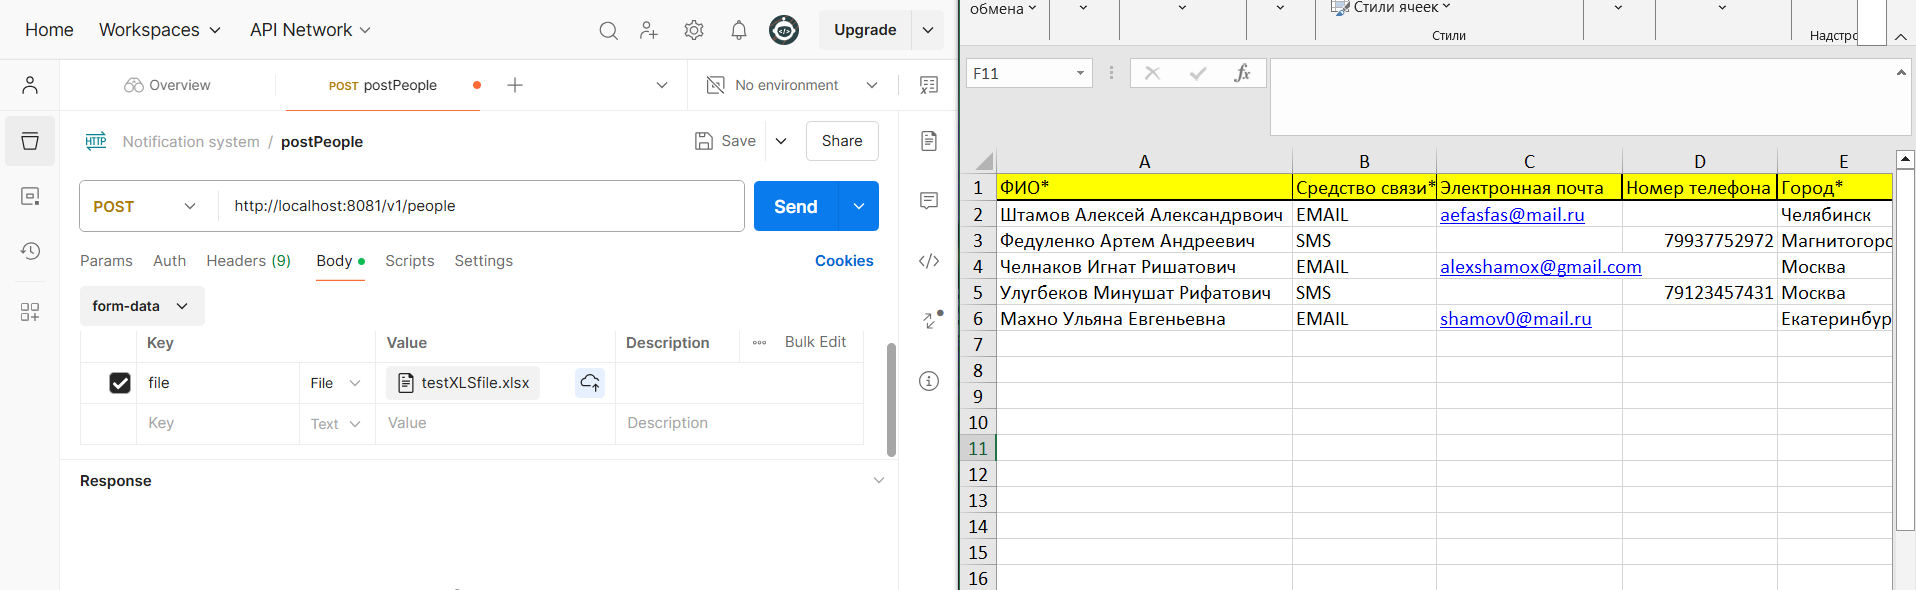 Home Workspaces API Network Upgrade
Overview POST postPeople No environment
HTTP Notification system / postPeople Save Share
POST http://localhost:8081/v1/people Send
Params Auth Headers (9) Body Scripts Settings Cookies
form-data
Key Value Description Bulk Edit
file File testXLSfile.xlsx
Key Text Value Description
Response
обмена Стили ячеек
Стили Надстро
F11 fx
A B C D E
1 ФИО* Средство связи* Электронная почта Номер телефона Город*
2 Штамов Алексей Александрвоич EMAIL aefasfas@mail.ru Челябинск
3 Федуленко Артем Андреевич SMS 79937752972 Магнитогорс
4 Челнаков Игнат Ришатович EMAIL alexshamox@gmail.com Москва
5 Улугбеков Минушат Рифатович SMS 79123457431 Москва
6 Махно Ульяна Евгеньевна EMAIL shamov0@mail.ru Екатеринбур
7
8
9
10
11
12
13
14
15
16